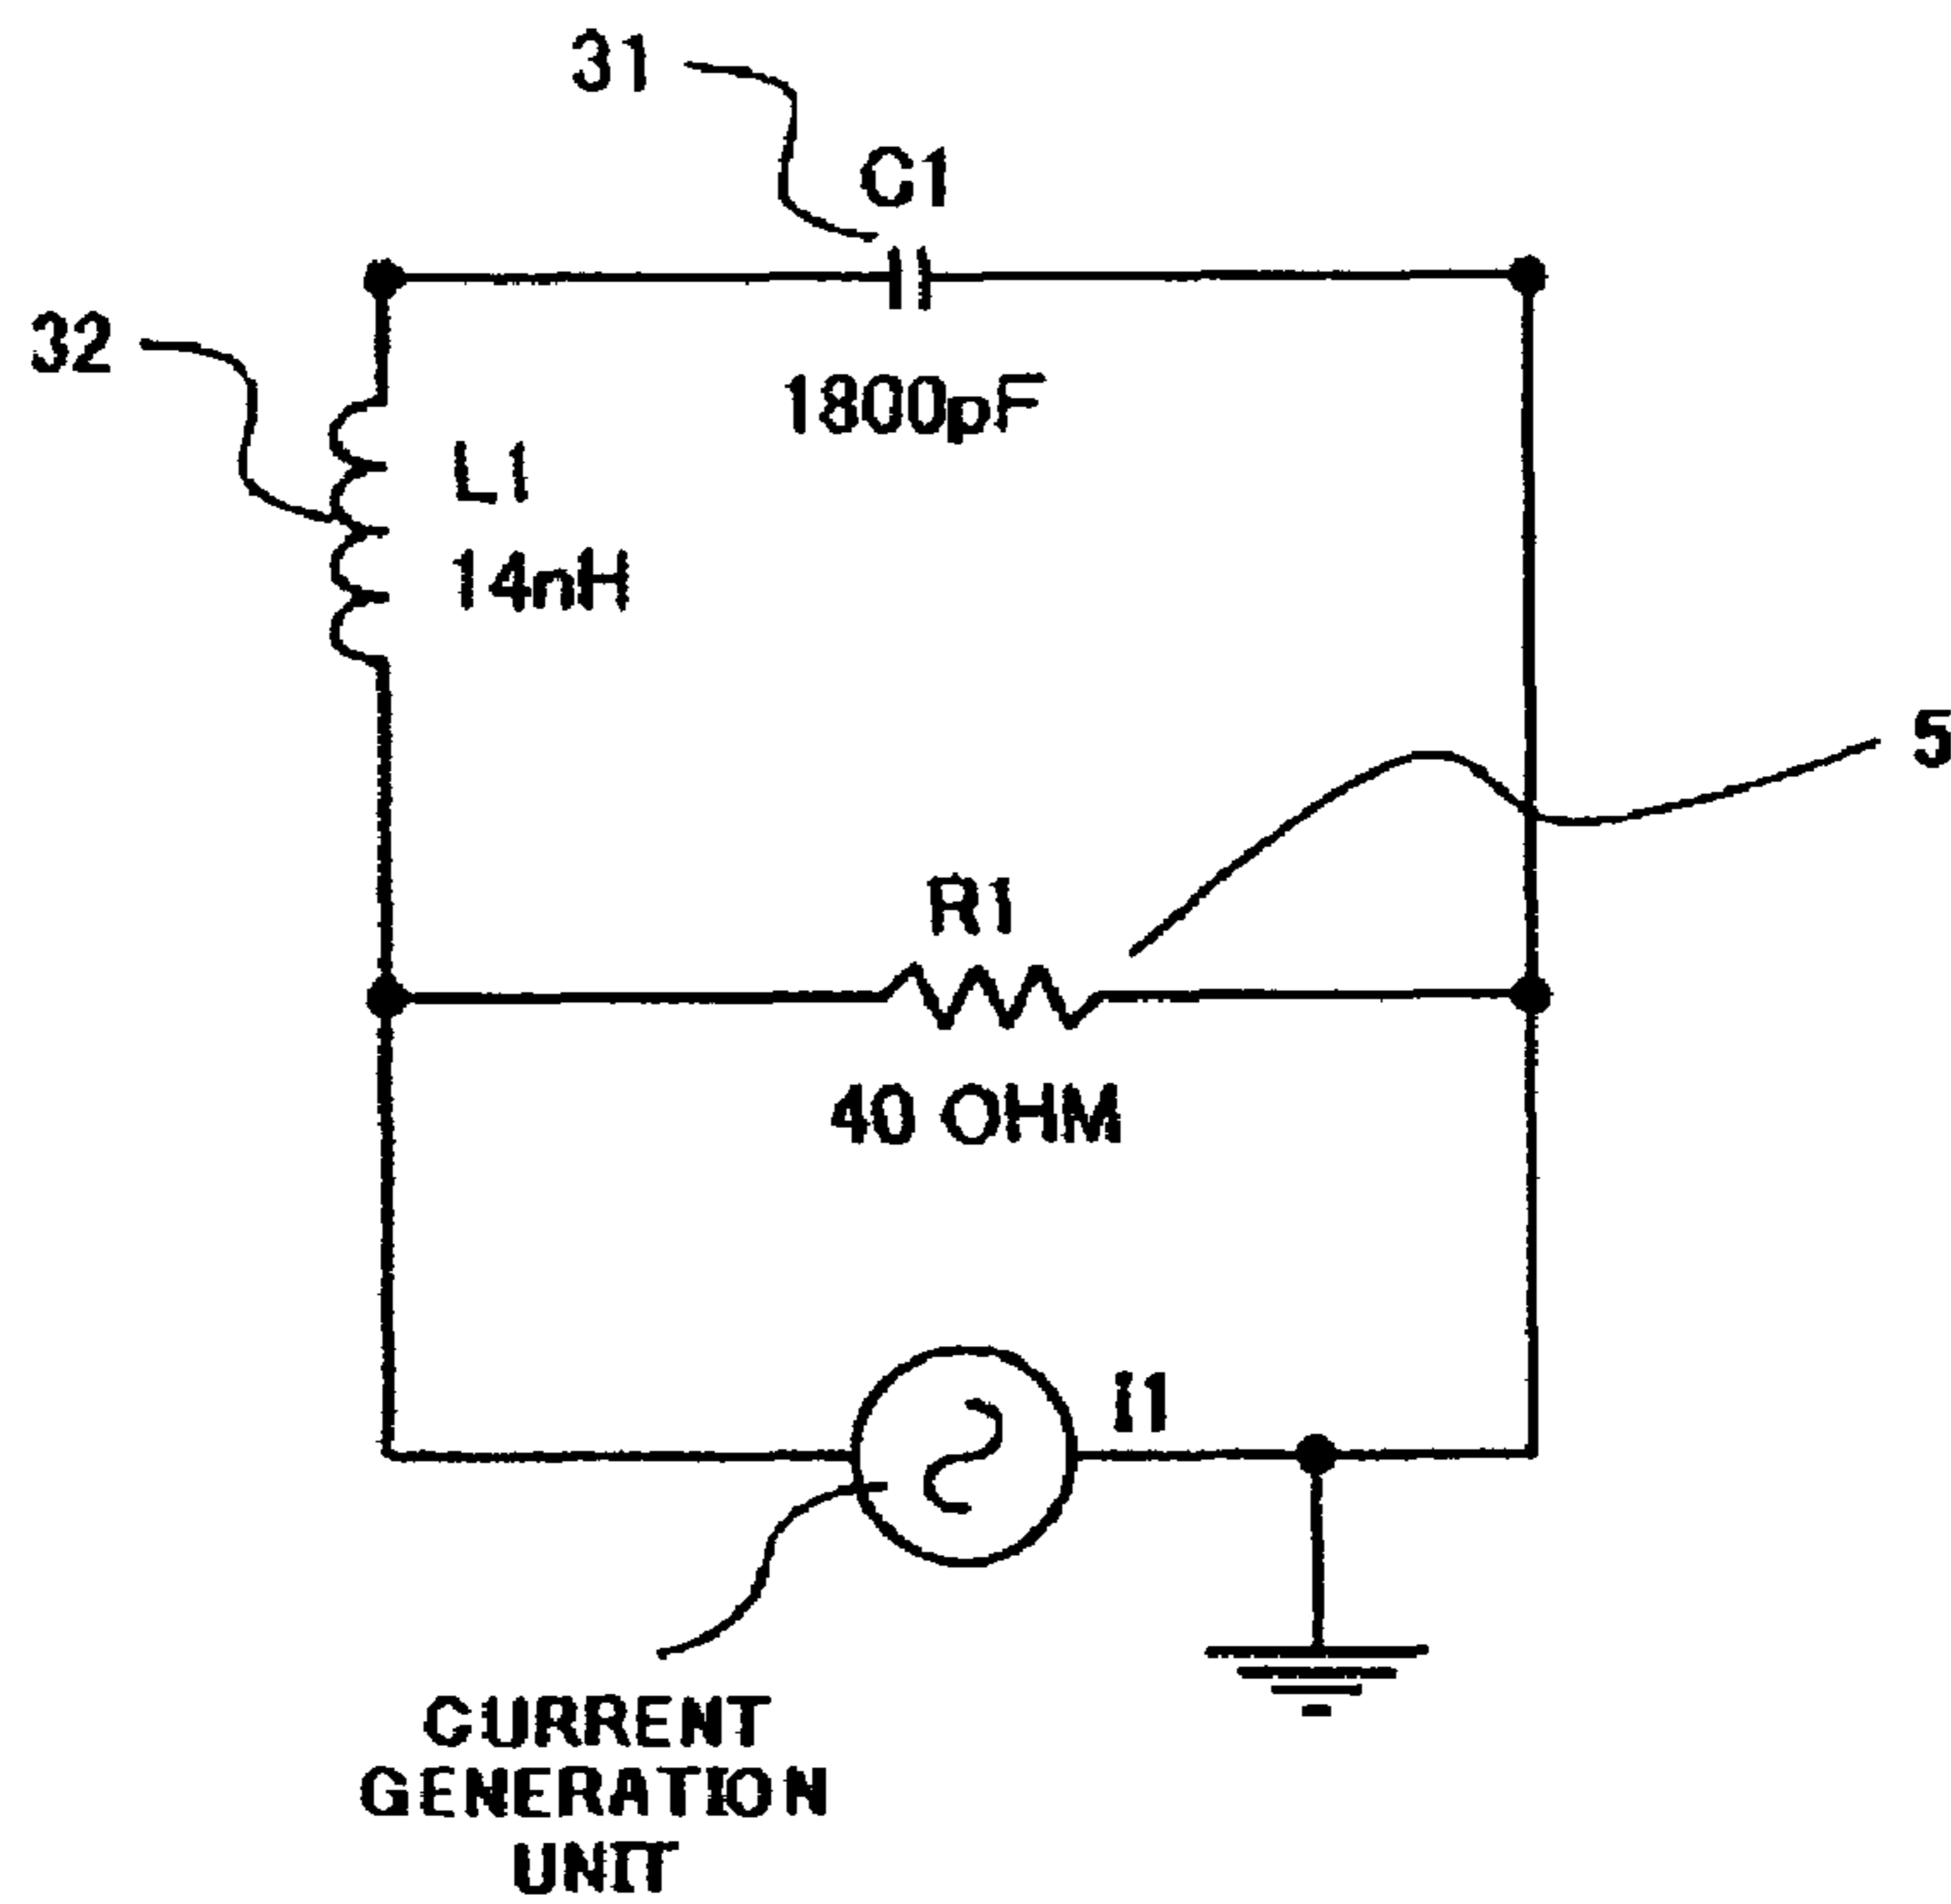 31
C1
32
1800pF
L1
14nH
5
R1
40 OHM
i1
CURRENT
GENERATION
UNIT